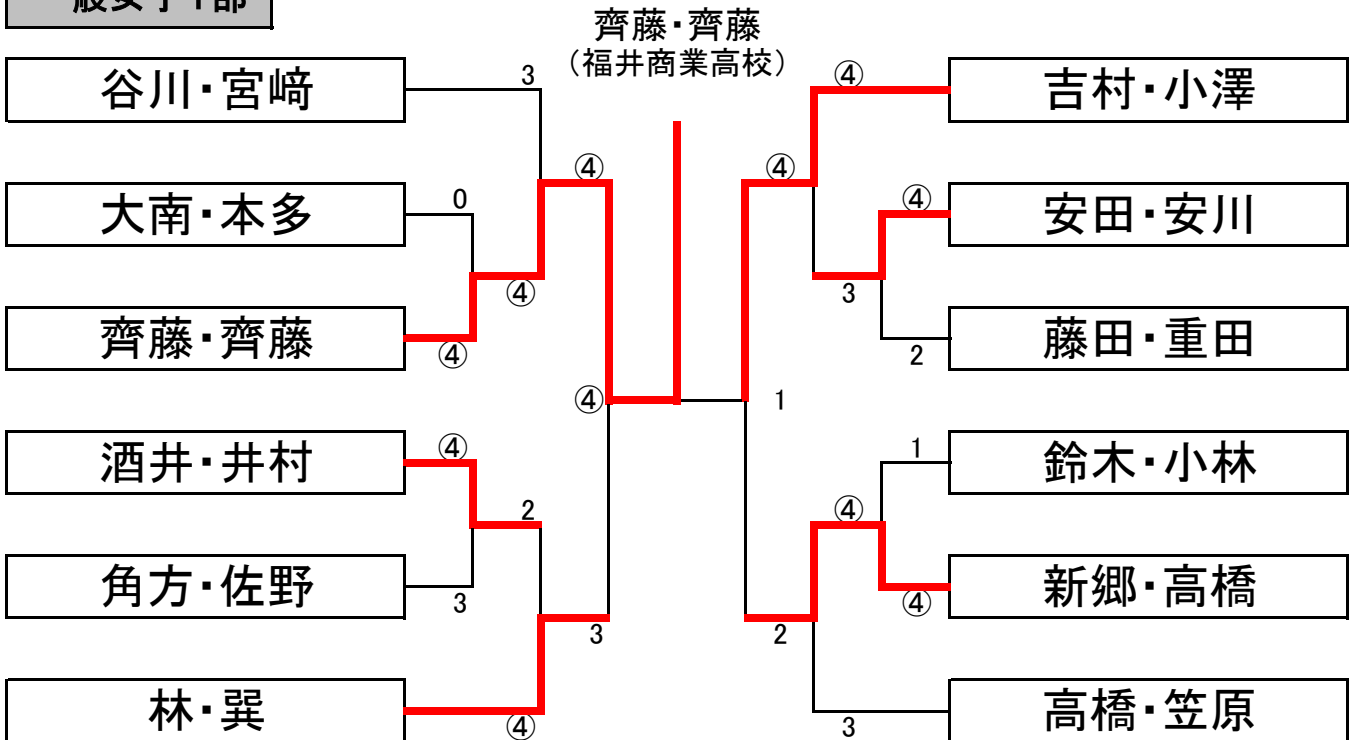 般女子1部
齊藤・齊藤
(福井商業高校)
谷川・宮﨑
3
④
吉村・小澤
④
④
大南・本多
0
④
安田・安川
④
3
齊藤・齊藤
④
2
藤田・重田
④
1
酒井・井村
④
1
鈴木・小林
2
④
角方・佐野
3
④
新郷・高橋
3
2
林・巽
④
3
高橋・笠原